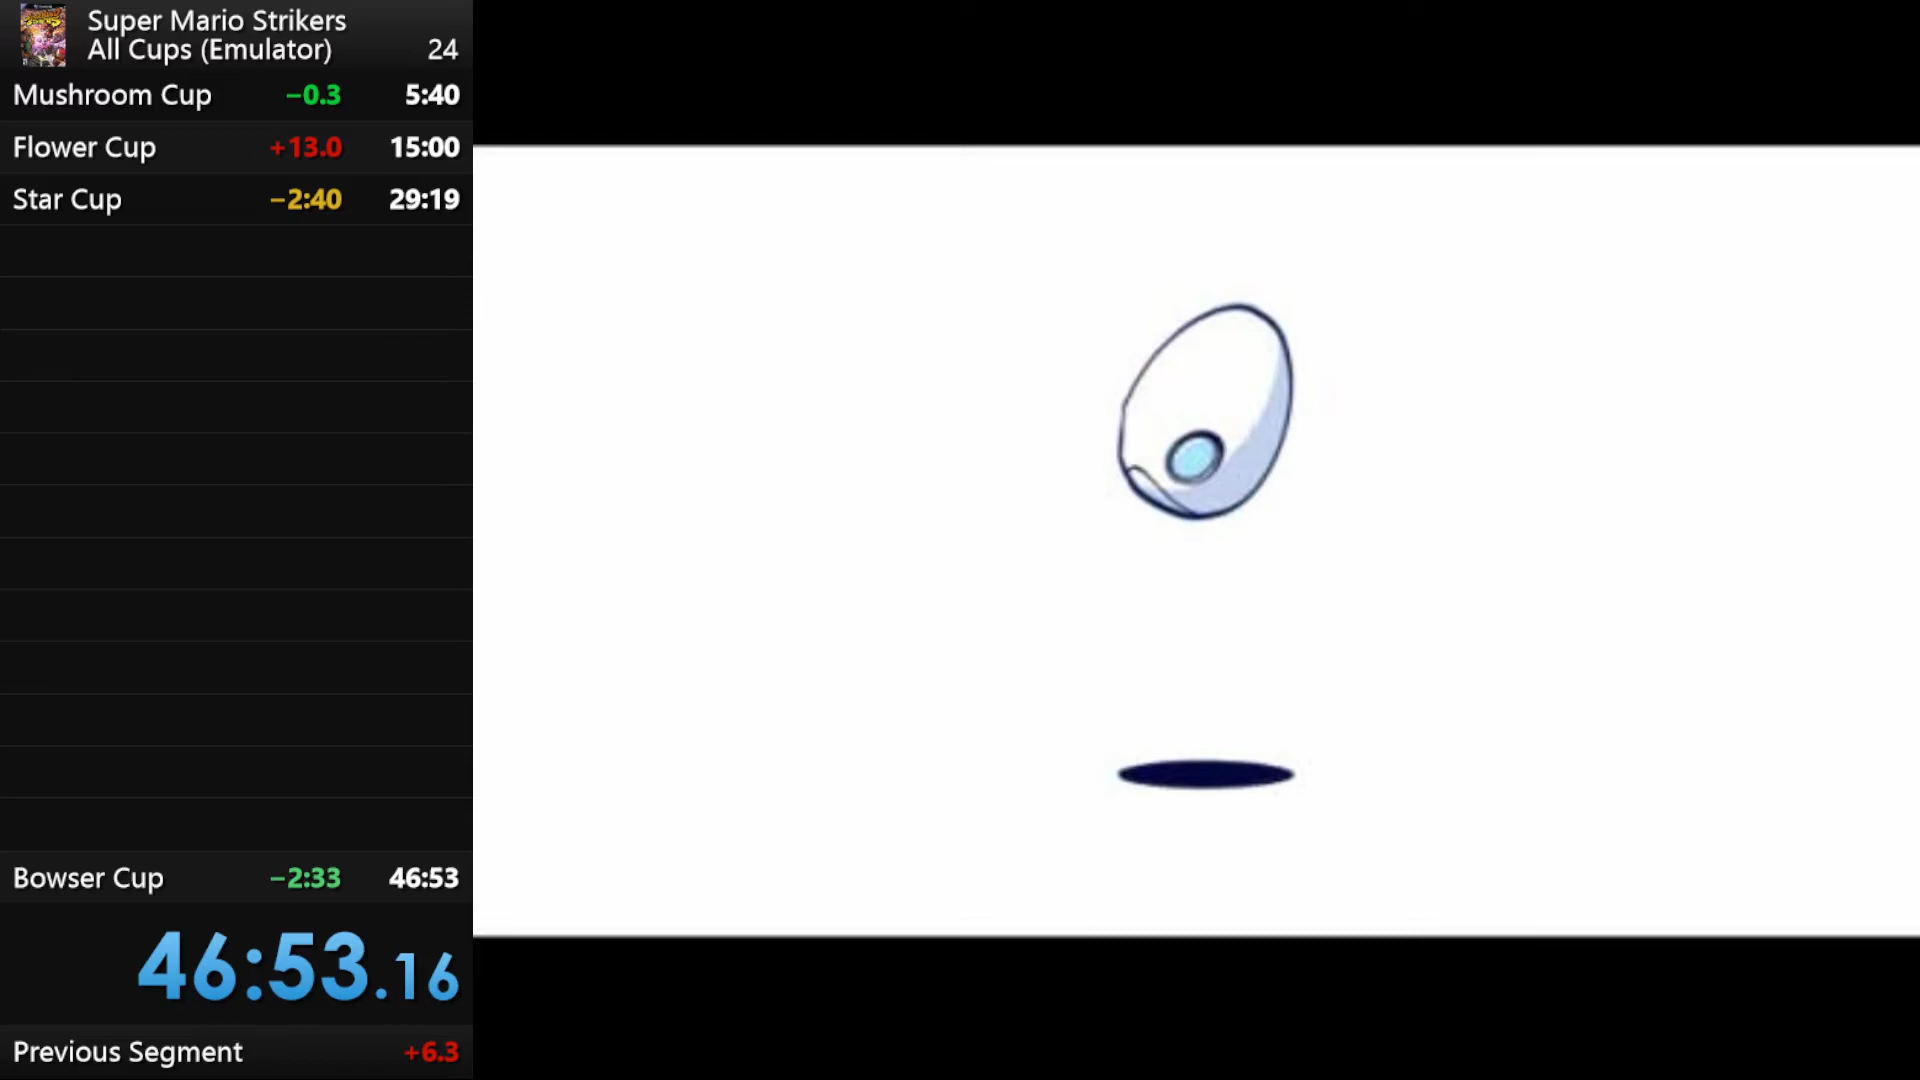 Super Mario Strikers
All Cups (Emulator) 24
Mushroom Cup −0.3 5:40
Flower Cup +13.0 15:00
Star Cup −2:40 29:19
Bowser Cup −2:33 46:53
46:53.16
Previous Segment +6.3